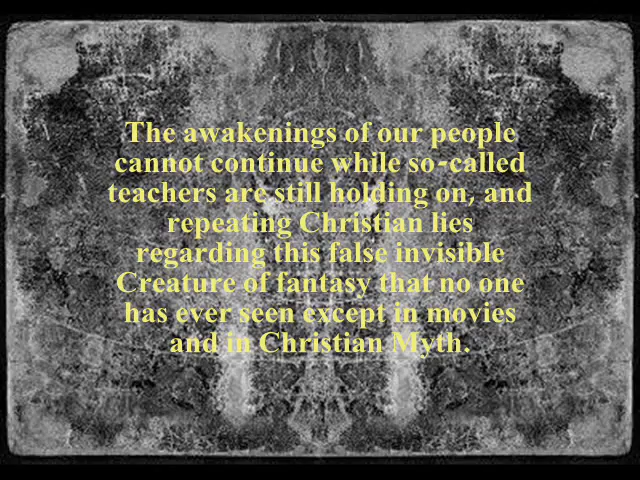 The awakenings of our people
cannot continue while so-called
teachers are still holding on, and
repeating Christian lies
regarding this false invisible
Creature of fantasy that no one
has ever seen except in movies
and in Christian Myth.